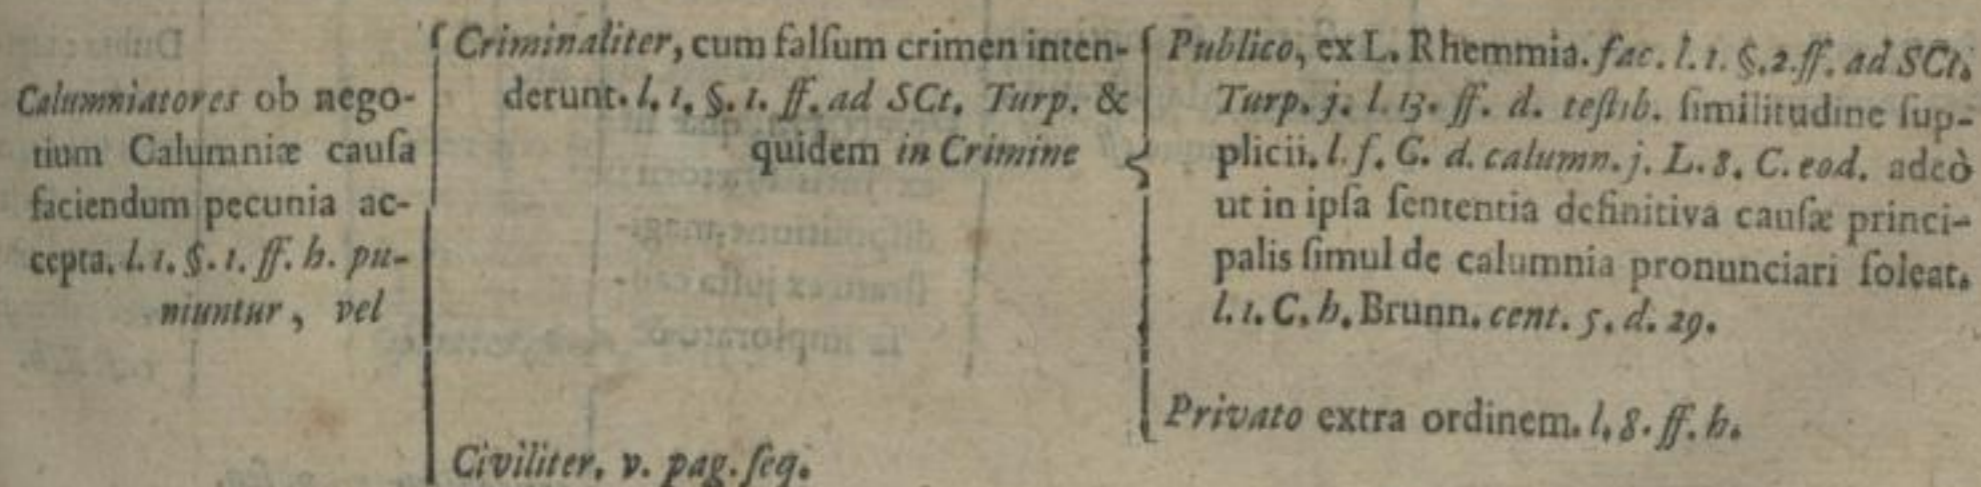 Calumniatores ob nego-
tium Calumniæ cauſa
faciendum pecunia ac-
cepta. l. 1. §. 1. ff. h. pu-
niuntur, vel
Criminaliter, cum falſum crimen inten-
derunt. l. 1. §. 1. ff. ad SCt. Turp. &
quidem in Crimine
Publico, ex L. Rhemmia. fac. l. 1. §. 2. ff. ad SCt.
Turp. j. l. 13. ff. d. teſtib. ſimilitudine ſup-
plicii. l. f. C. d. calumn. j. L. 8. C. eod. adeò
ut in ipſa ſententia definitiva cauſæ princi-
palis ſimul de calumnia pronunciari ſoleat.
l. 1. C. h. Brunn. cent. 5. d. 29.
Privato extra ordinem. l. 8. ff. h.
Civiliter. v. pag. ſeq.